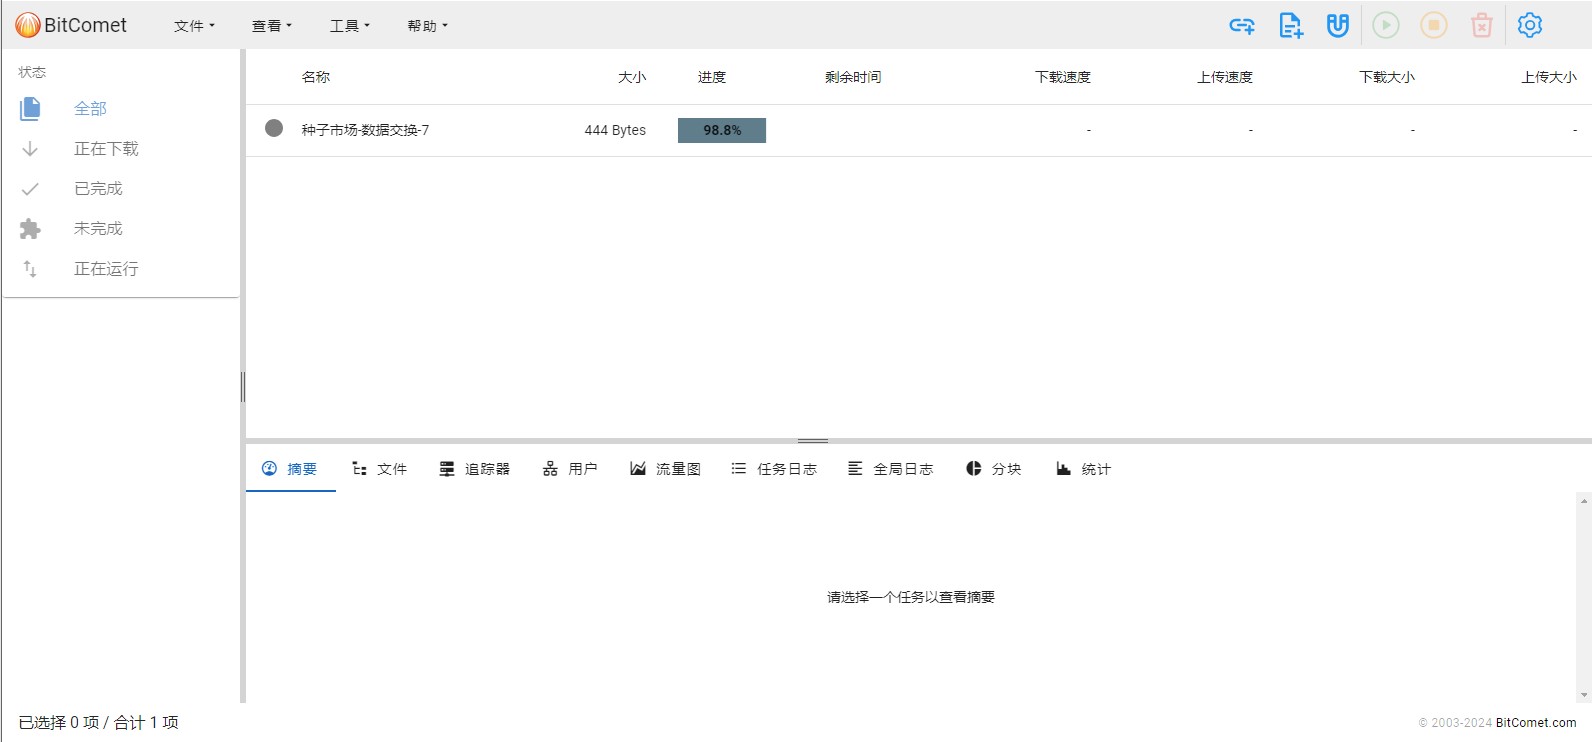 BitComet 文件 查看 工具 帮助
状态
全部
正在下载
已完成
未完成
正在运行
名称 大小 进度 剩余时间 下载速度 上传速度 下载大小 上传大小
种子市场-数据交换-7 444 Bytes 98.8% - - - -
摘要 文件 追踪器 用户 流量图 任务日志 全局日志 分块 统计
请选择一个任务以查看摘要
已选择 0 项 / 合计 1 项
© 2003-2024 BitComet.com